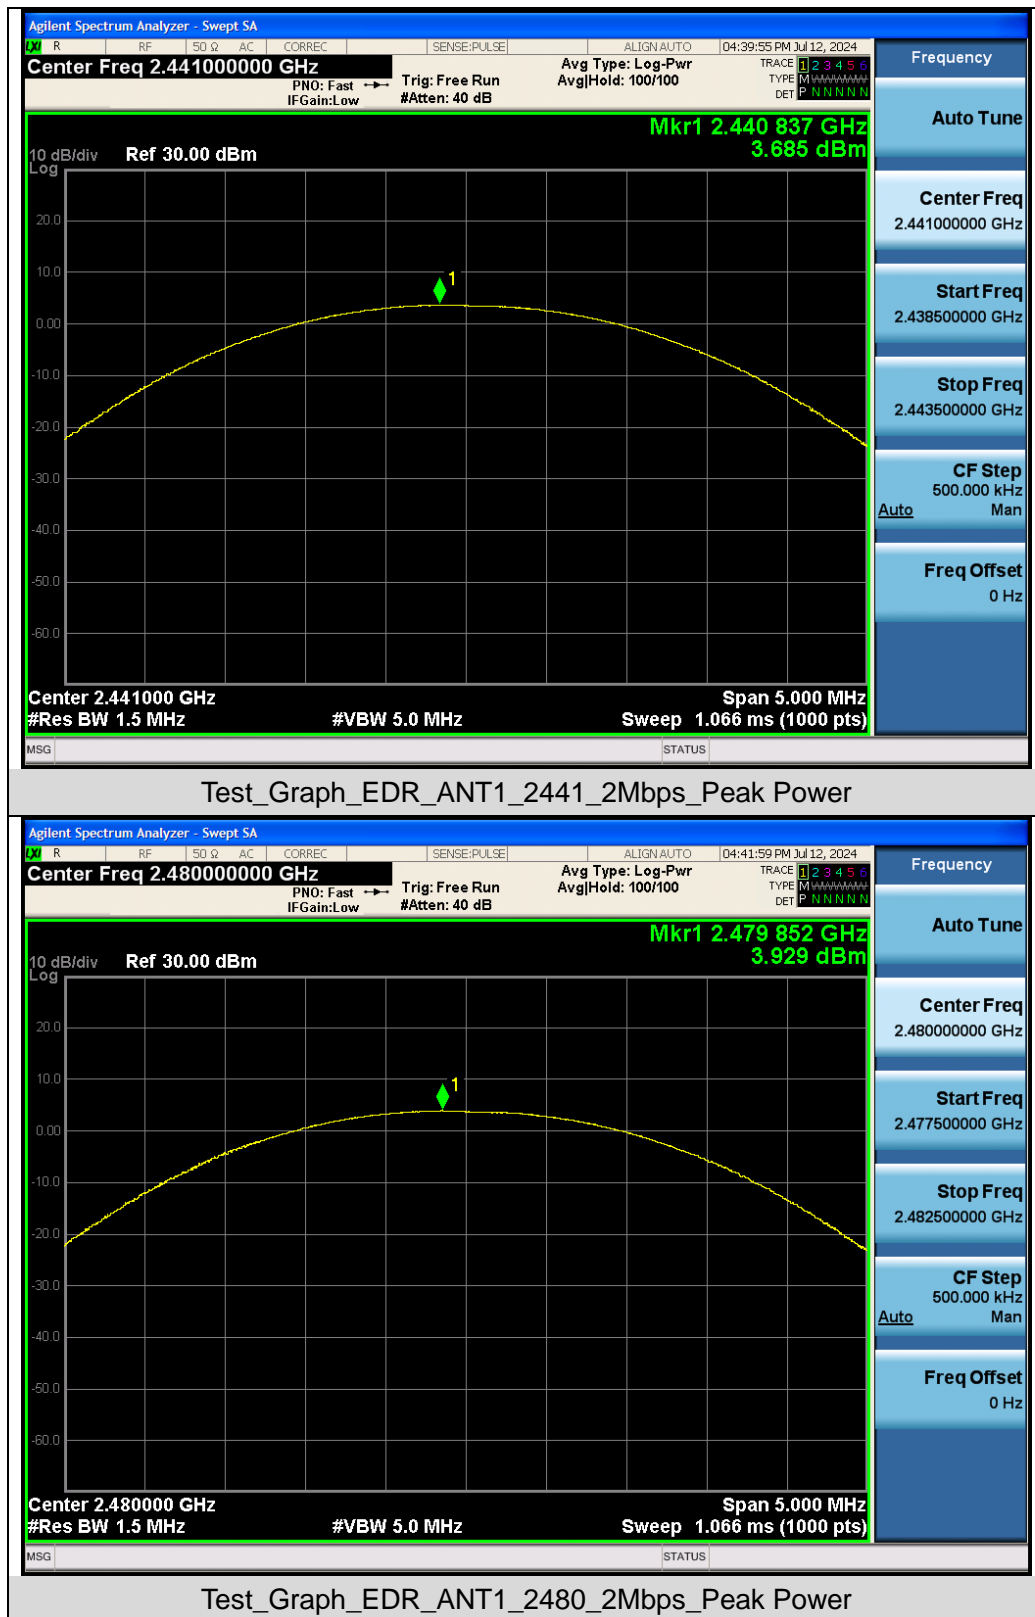 Agilent Spectrum Analyzer - Swept SA
LXI R RF 50 Ω AC CORREC SENSE:PULSE ALIGN AUTO 04:39:55 PM Jul 12, 2024
Center Freq 2.441000000 GHz
PNO: Fast
IFGain:Low
Trig: Free Run
#Atten: 40 dB
Avg Type: Log-Pwr
Avg|Hold: 100/100
TRACE 1 2 3 4 5 6
TYPE M
DET P N N N N N
Mkr1 2.440 837 GHz
3.685 dBm
10 dB/div Ref 30.00 dBm
Log
20.0
10.0
1
0.00
-10.0
-20.0
-30.0
-40.0
-50.0
-60.0
Center 2.441000 GHz Span 5.000 MHz
#Res BW 1.5 MHz #VBW 5.0 MHz Sweep 1.066 ms (1000 pts)
MSG STATUS
Frequency
Auto Tune
Center Freq
2.441000000 GHz
Start Freq
2.438500000 GHz
Stop Freq
2.443500000 GHz
CF Step
500.000 kHz
Auto Man
Freq Offset
0 Hz
Test_Graph_EDR_ANT1_2441_2Mbps_Peak Power
Agilent Spectrum Analyzer - Swept SA
LXI R RF 50 Ω AC CORREC SENSE:PULSE ALIGN AUTO 04:41:59 PM Jul 12, 2024
Center Freq 2.480000000 GHz
PNO: Fast
IFGain:Low
Trig: Free Run
#Atten: 40 dB
Avg Type: Log-Pwr
Avg|Hold: 100/100
TRACE 1 2 3 4 5 6
TYPE M
DET P N N N N N
Mkr1 2.479 852 GHz
3.929 dBm
10 dB/div Ref 30.00 dBm
Log
20.0
10.0
1
0.00
-10.0
-20.0
-30.0
-40.0
-50.0
-60.0
Center 2.480000 GHz Span 5.000 MHz
#Res BW 1.5 MHz #VBW 5.0 MHz Sweep 1.066 ms (1000 pts)
MSG STATUS
Frequency
Auto Tune
Center Freq
2.480000000 GHz
Start Freq
2.477500000 GHz
Stop Freq
2.482500000 GHz
CF Step
500.000 kHz
Auto Man
Freq Offset
0 Hz
Test_Graph_EDR_ANT1_2480_2Mbps_Peak Power